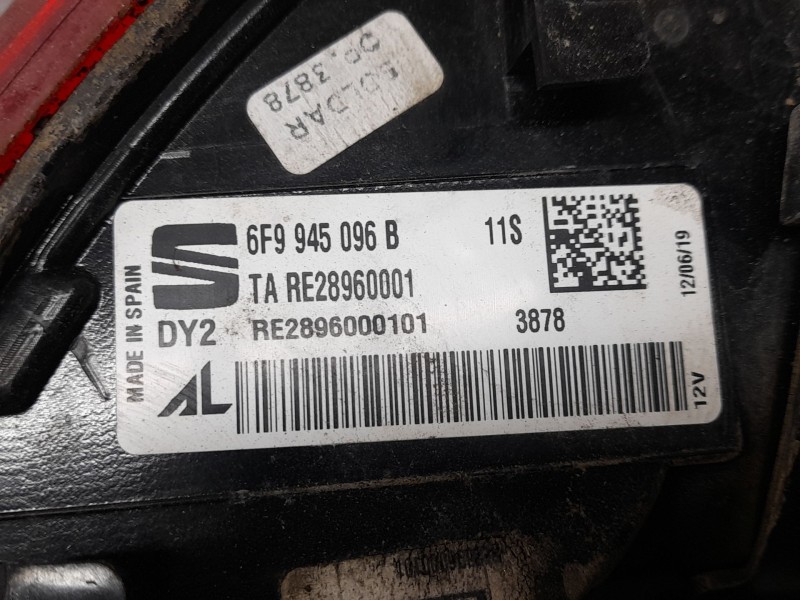 SOLDAR
OP. 3878
6F9 945 096 B 11S
TA RE28960001
DY2 RE2896000101 3878
AL
MADE IN SPAIN
12/06/19
12V